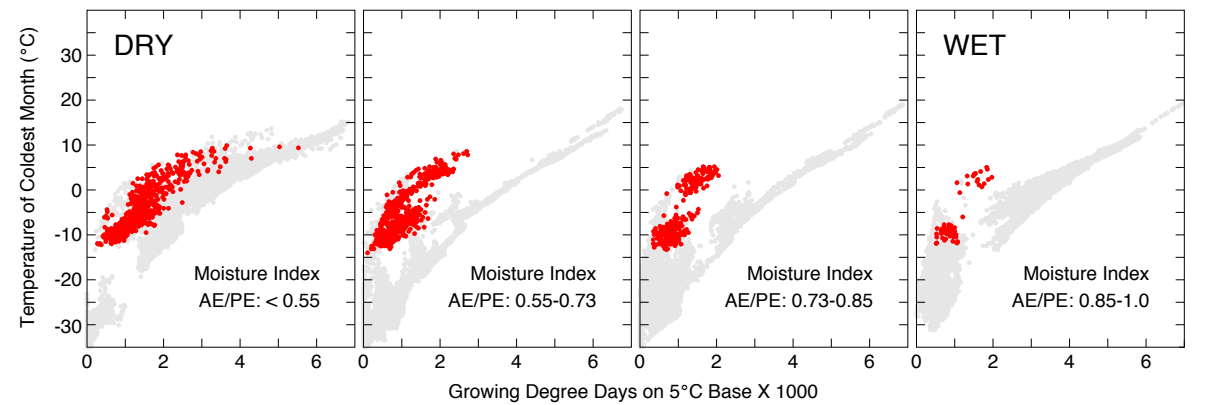 Temperature of Coldest Month (°C)
30
20
10
0
-10
-20
-30
DRY
Moisture Index
AE/PE: < 0.55
0
2
4
6
Moisture Index
AE/PE: 0.55-0.73
0
2
4
6
Moisture Index
AE/PE: 0.73-0.85
0
2
4
6
WET
Moisture Index
AE/PE: 0.85-1.0
0
2
4
6
Growing Degree Days on 5°C Base X 1000